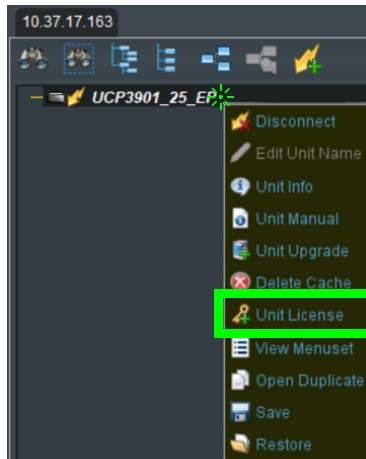 10.37.17.163
UCP3901_25_EP
Disconnect
Edit Unit Name
Unit Info
Unit Manual
Unit Upgrade
Delete Cache
Unit License
View Menuset
Open Duplicate
Save
Restore